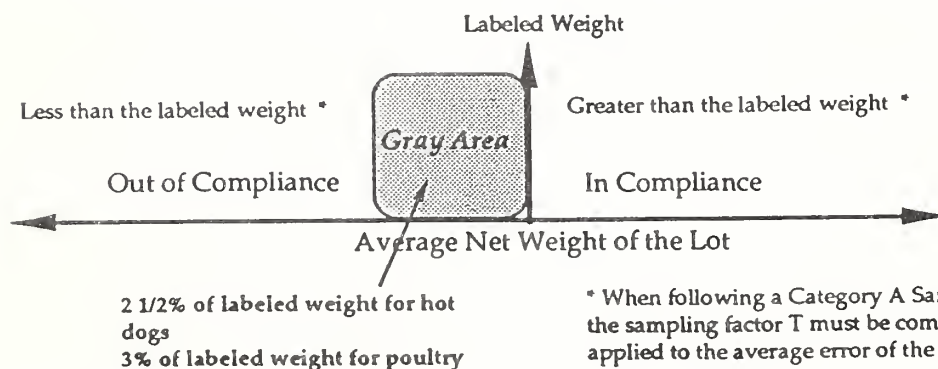 Labeled Weight
Less than the labeled weight *
Greater than the labeled weight *
Gray Area
Out of Compliance
In Compliance
Average Net Weight of the Lot
2 1/2% of labeled weight for hot
dogs
3% of labeled weight for poultry
* When following a Category A
the sampling factor T must be
applied to the average error of the